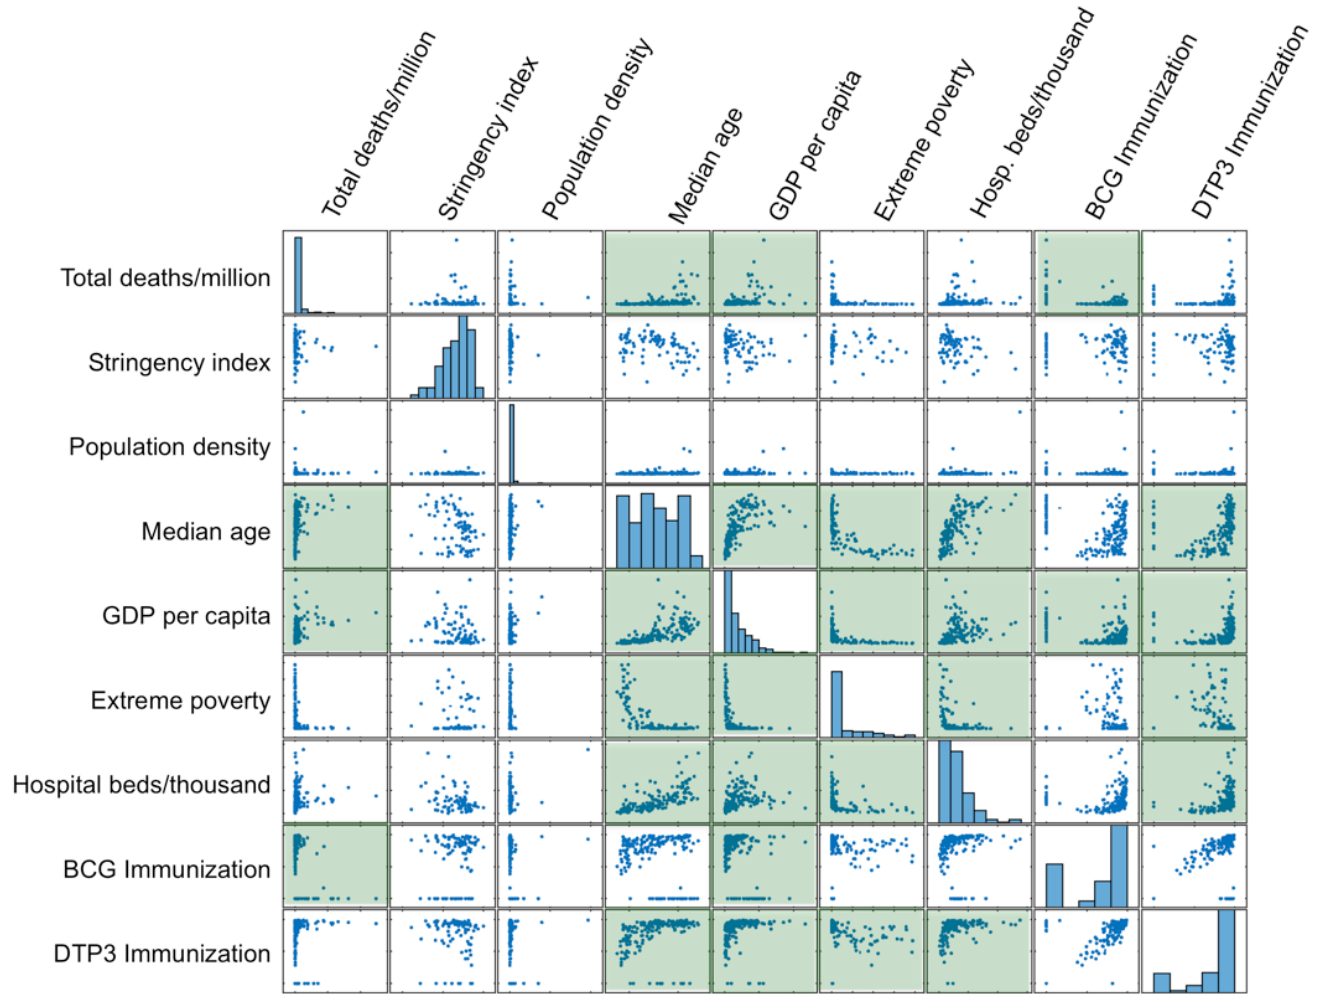 Total deaths/million
Stringency index
Population density
Median age
GDP per capita
Extreme poverty
Hosp. beds/thousand
BCG Immunization
DTP3 Immunization
Total deaths/million
Stringency index
Population density
Median age
GDP per capita
Extreme poverty
Hospital beds/thousand
BCG Immunization
DTP3 Immunization